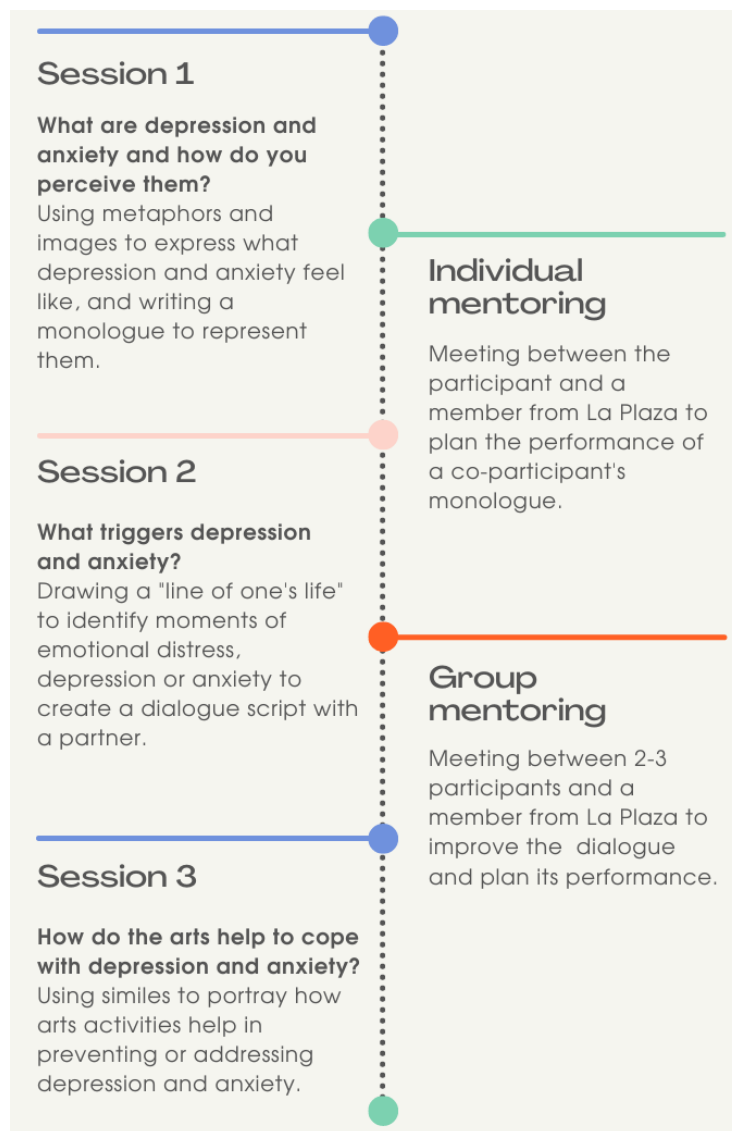 Session 1
What are depression and
anxiety and how do you
perceive them?
Using metaphors and
images to express what
depression and anxiety feel
like, and writing a
monologue to represent
them.
Individual
mentoring
Meeting between the
participant and a
member from La Plaza to
plan the performance of
a co-participant's
monologue.
Session 2
What triggers depression
and anxiety?
Drawing a "line of one's life"
to identify moments of
emotional distress,
depression or anxiety to
create a dialogue script with
a partner.
Group
mentoring
Meeting between 2-3
participants and a
member from La Plaza to
improve the  dialogue
and plan its performance.
Session 3
How do the arts help to cope
with depression and anxiety?
Using similes to portray how
arts activities help in
preventing or addressing
depression and anxiety.